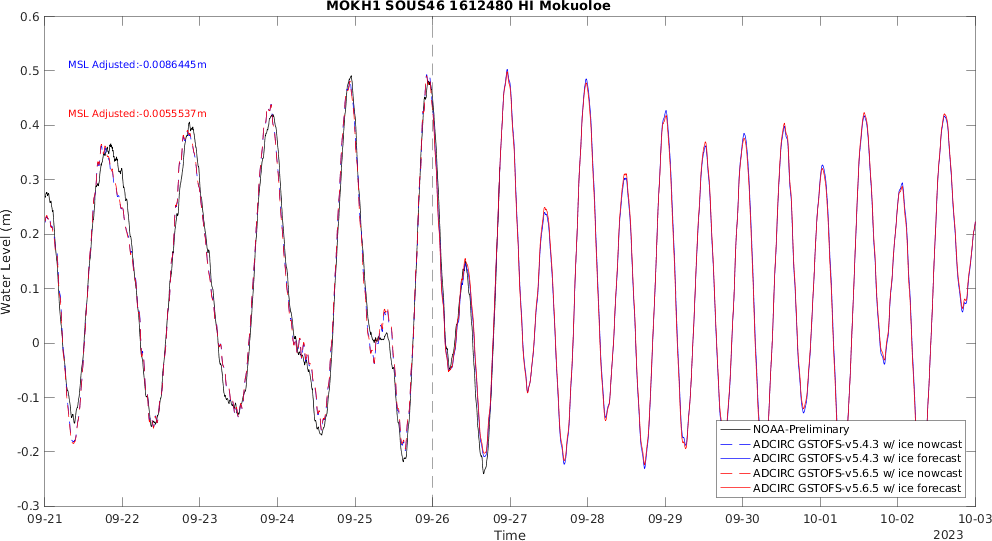 MOKH1 SOUS46 1612480 HI Mokuoloe
0.6
0.5
0.4
0.3
0.2
0.1
0
-0.1
-0.2
-0.3
Water Level (m)
MSL Adjusted:-0.0086445m
MSL Adjusted:-0.0055537m
NOAA-Preliminary
ADCIRC GSTOFS-v5.4.3 w/ ice nowcast
ADCIRC GSTOFS-v5.4.3 w/ ice forecast
ADCIRC GSTOFS-v5.6.5 w/ ice nowcast
ADCIRC GSTOFS-v5.6.5 w/ ice forecast
09-21 09-22 09-23 09-24 09-25 09-26 09-27 09-28 09-29 09-30 10-01 10-02 10-03
Time
2023